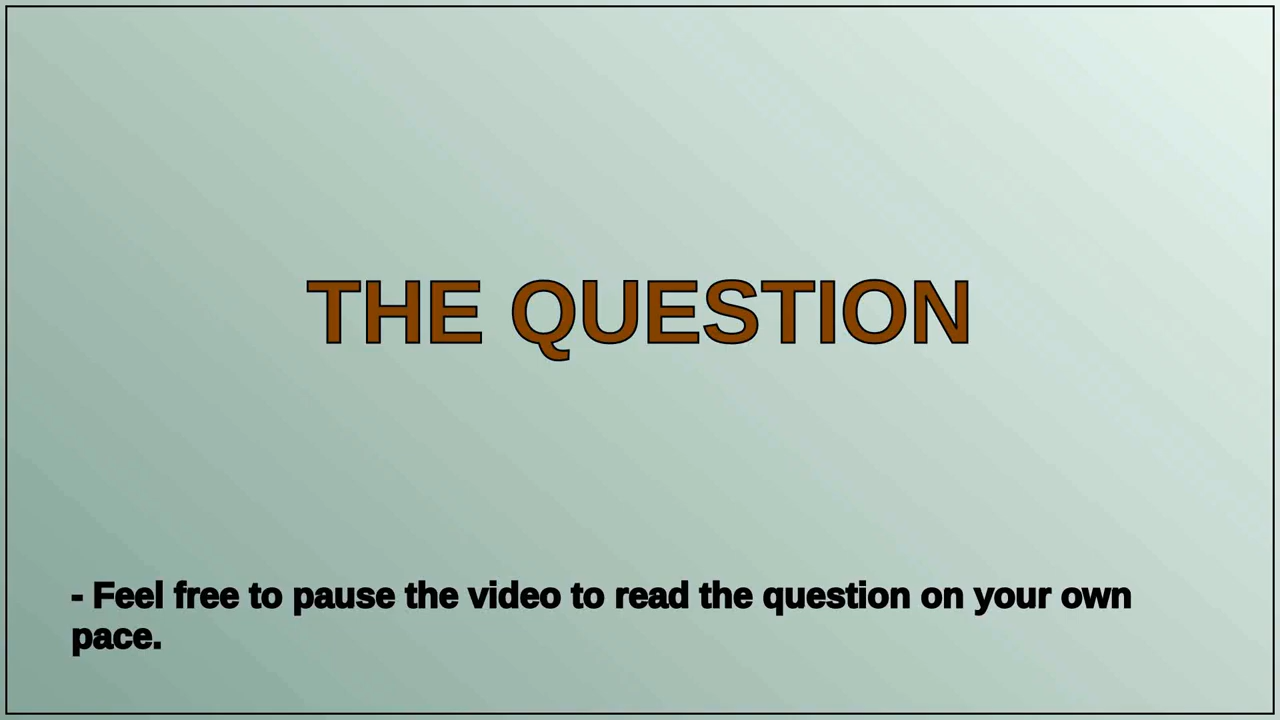 THE QUESTION
- Feel free to pause the video to read the question on your own
pace.